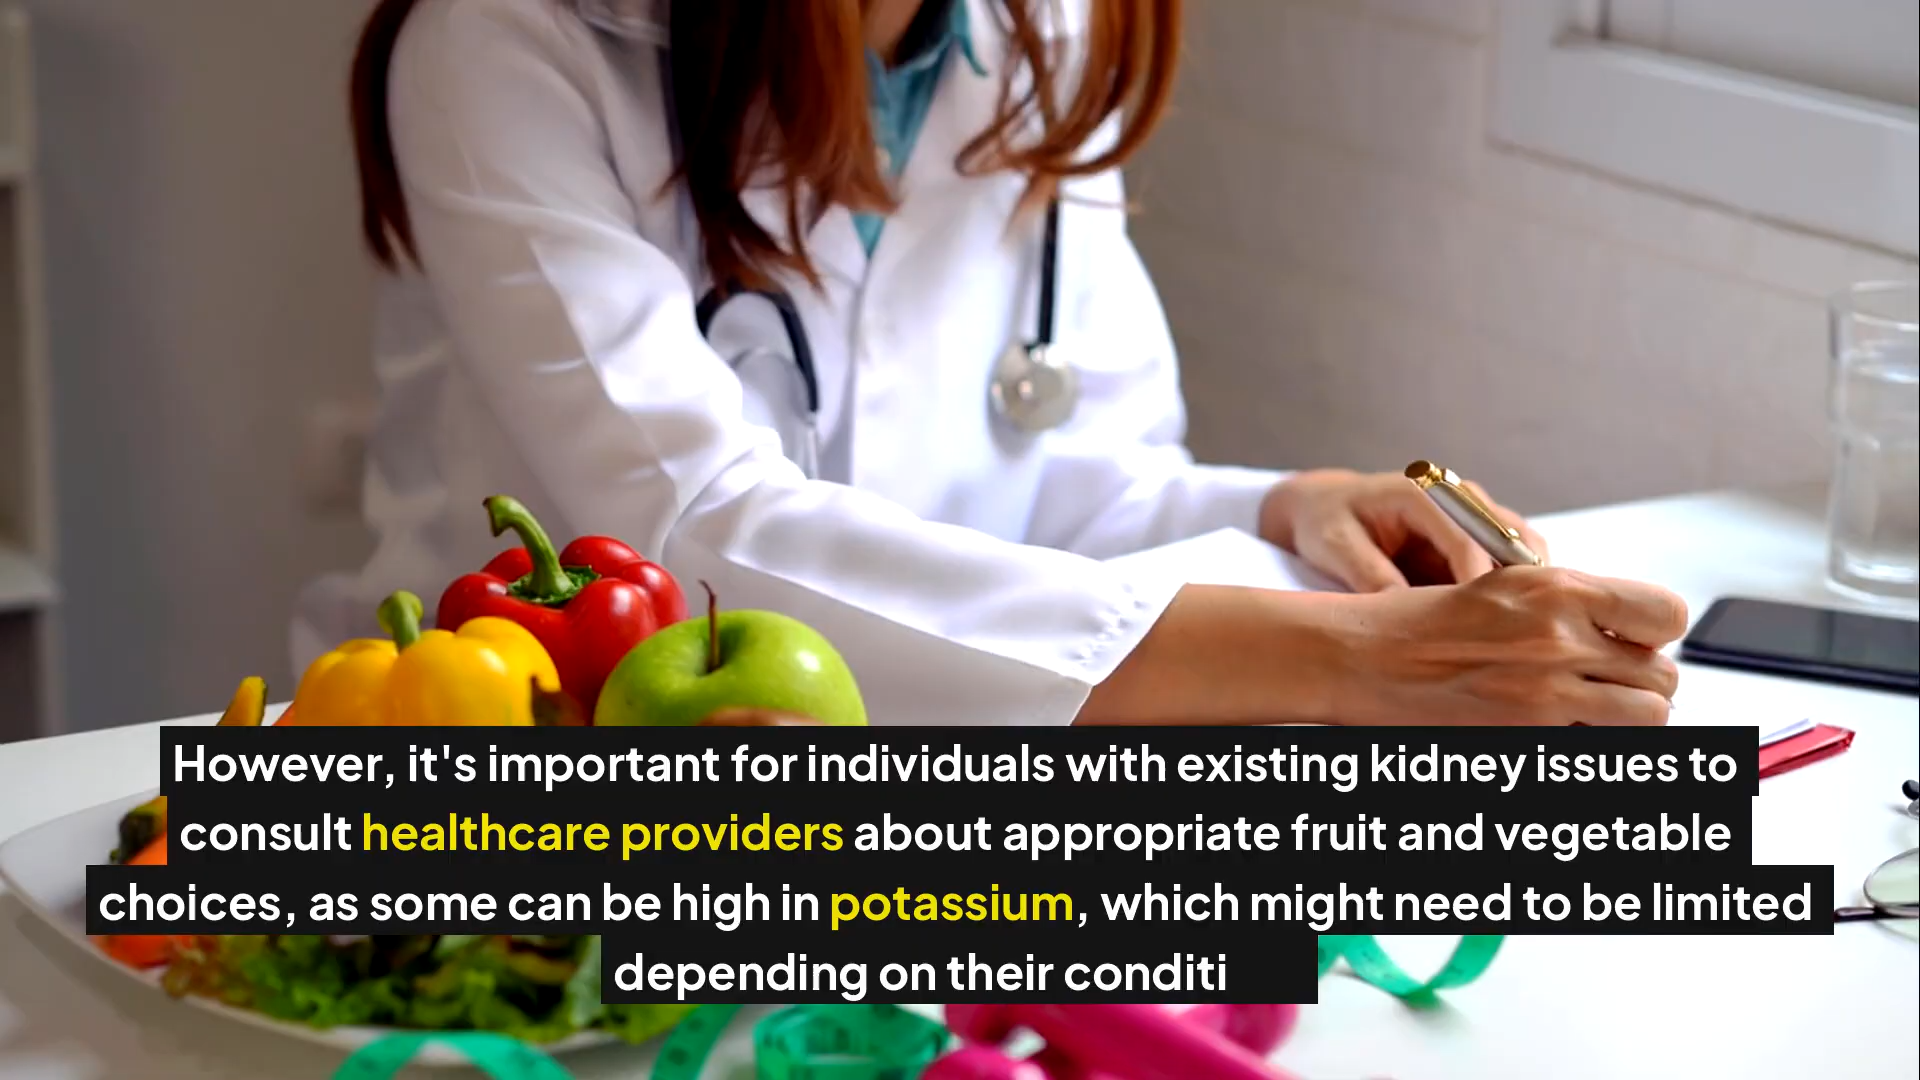 However, it's important for individuals with existing kidney issues to
consult healthcare providers about appropriate fruit and vegetable
choices, as some can be high in potassium, which might need to be limited
depending on their conditi